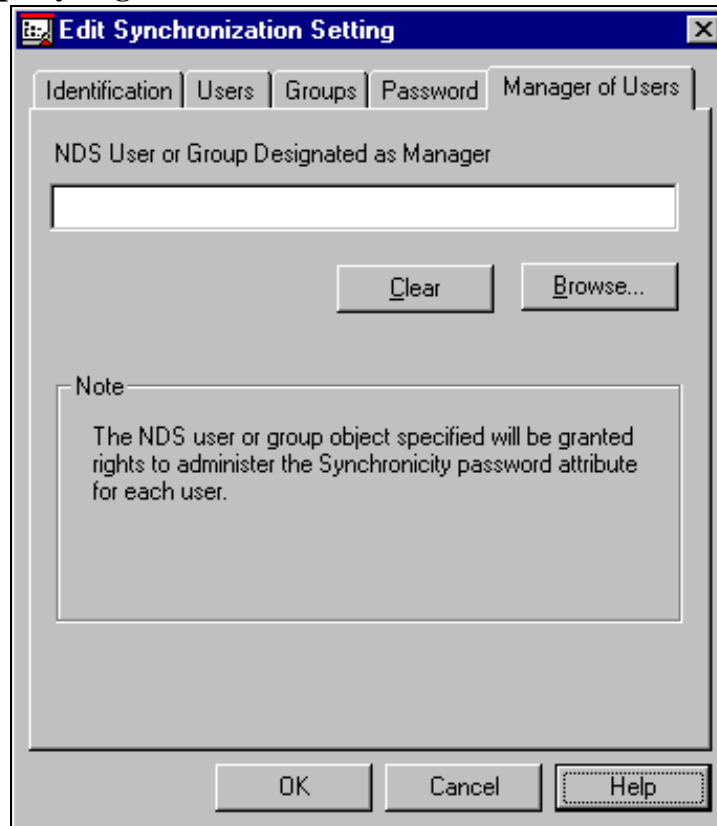 Edit Synchronization Setting
Identification Users Groups Password Manager of Users
NDS User or Group Designated as Manager
Clear Browse...
Note
The NDS user or group object specified will be granted
rights to administer the Synchronicity password attribute
for each user.
OK Cancel Help